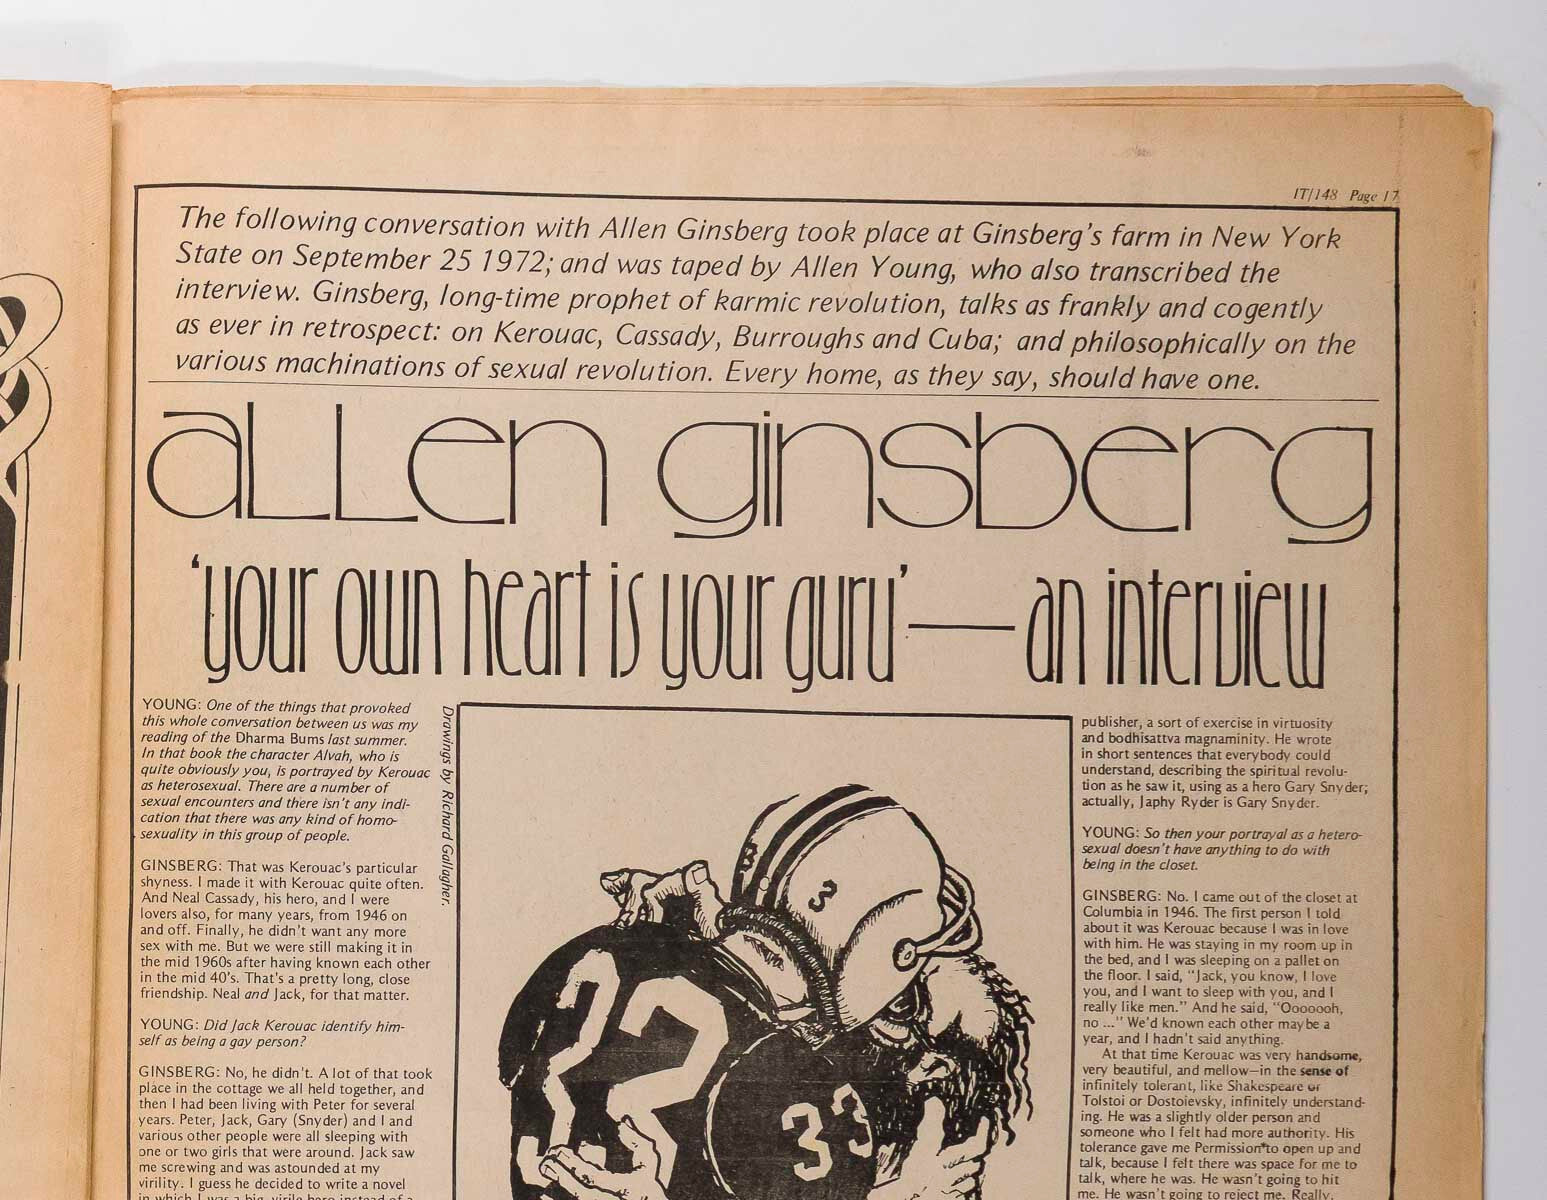 IT/148 Page 17
The following conversation with Allen Ginsberg took place at Ginsberg's farm in New York
State on September 25 1972; and was taped by Allen Young, who also transcribed the
interview. Ginsberg, long-time prophet of karmic revolution, talks as frankly and cogently
as ever in retrospect: on Kerouac, Cassady, Burroughs and Cuba; and philosophically on the
various machinations of sexual revolution. Every home, as they say, should have one.
aLLen ginsberg
'your own heart is your guru'—an interview
YOUNG: One of the things that provoked
this whole conversation between us was my
reading of the Dharma Bums last summer.
In that book the character Alvah, who is
quite obviously you, is portrayed by Kerouac
as heterosexual. There are a number of
sexual encounters and there isn't any indi-
cation that there was any kind of homo-
sexuality in this group of people.
GINSBERG: That was Kerouac's particular
shyness. I made it with Kerouac quite often.
And Neal Cassady, his hero, and I were
lovers also, for many years, from 1946 on
and off. Finally, he didn't want any more
sex with me. But we were still making it in
the mid 1960s after having known each other
in the mid 40's. That's a pretty long, close
friendship. Neal and Jack, for that matter.
YOUNG: Did Jack Kerouac identify him-
self as being a gay person?
GINSBERG: No, he didn't. A lot of that took
place in the cottage we all held together, and
then I had been living with Peter for several
years. Peter, Jack, Gary (Snyder) and I and
various other people were all sleeping with
one or two girls that were around. Jack saw
me screwing and was astounded at my
virility. I guess he decided to write a novel
in which I was a big, virile hero instead of a
Drawings by Richard Gallagher.
3
3
22
33
publisher, a sort of exercise in virtuosity
and bodhisattva magnaminity. He wrote
in short sentences that everybody could
understand, describing the spiritual revolu-
tion as he saw it, using as a hero Gary Snyder;
actually, Japhy Ryder is Gary Snyder.
YOUNG: So then your portrayal as a hetero-
sexual doesn't have anything to do with
being in the closet.
GINSBERG: No. I came out of the closet at
Columbia in 1946. The first person I told
about it was Kerouac because I was in love
with him. He was staying in my room up in
the bed, and I was sleeping on a pallet on
the floor. I said, "Jack, you know, I love
you, and I want to sleep with you, and I
really like men." And he said, "Ooooooh,
no ..." We'd known each other maybe a
year, and I hadn't said anything.
At that time Kerouac was very handsome,
very beautiful, and mellow—in the sense of
infinitely tolerant, like Shakespeare or
Tolstoi or Dostoievsky, infinitely understand-
ing. He was a slightly older person and
someone who I felt had more authority. His
tolerance gave me Permission to open up and
talk, because I felt there was space for me to
talk, where he was. He wasn't going to hit
me. He wasn't going to reject me. Really,